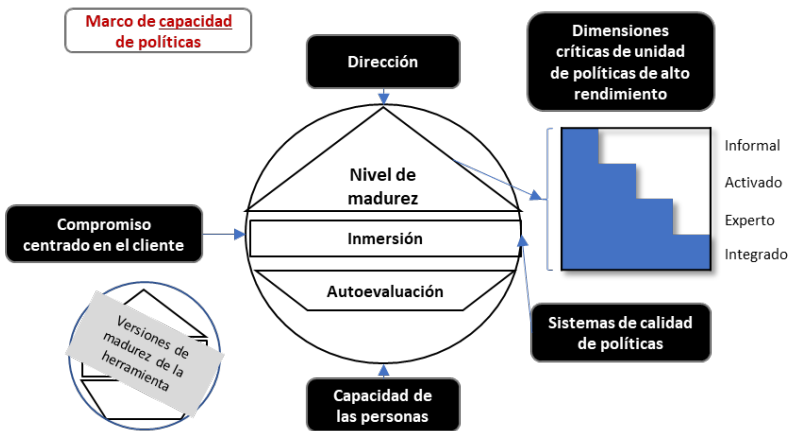 Marco de capacidad
de políticas
Dirección
Dimensiones
críticas de unidad
de políticas de alto
rendimiento
Nivel de
madurez
Informal
Activado
Experto
Integrado
Compromiso
centrado en el cliente
Inmersión
Autoevaluación
Versiones de
madurez de la
herramienta
Sistemas de calidad
de políticas
Capacidad de
las personas